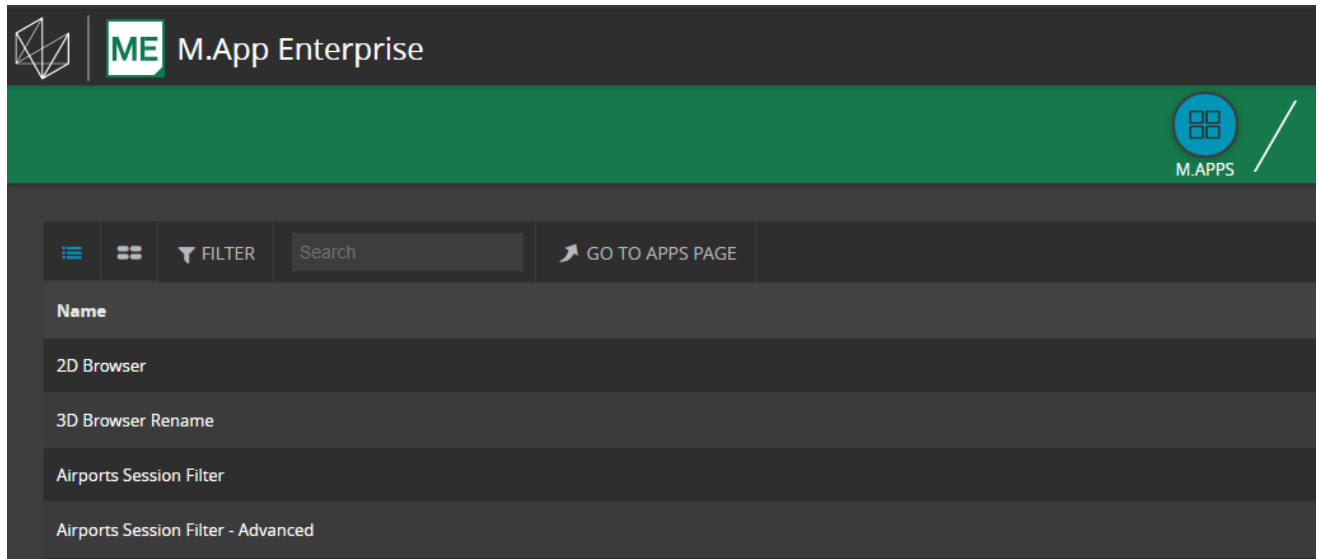 ME M.App Enterprise
M.APPS
FILTER Search GO TO APPS PAGE
Name
2D Browser
3D Browser Rename
Airports Session Filter
Airports Session Filter - Advanced